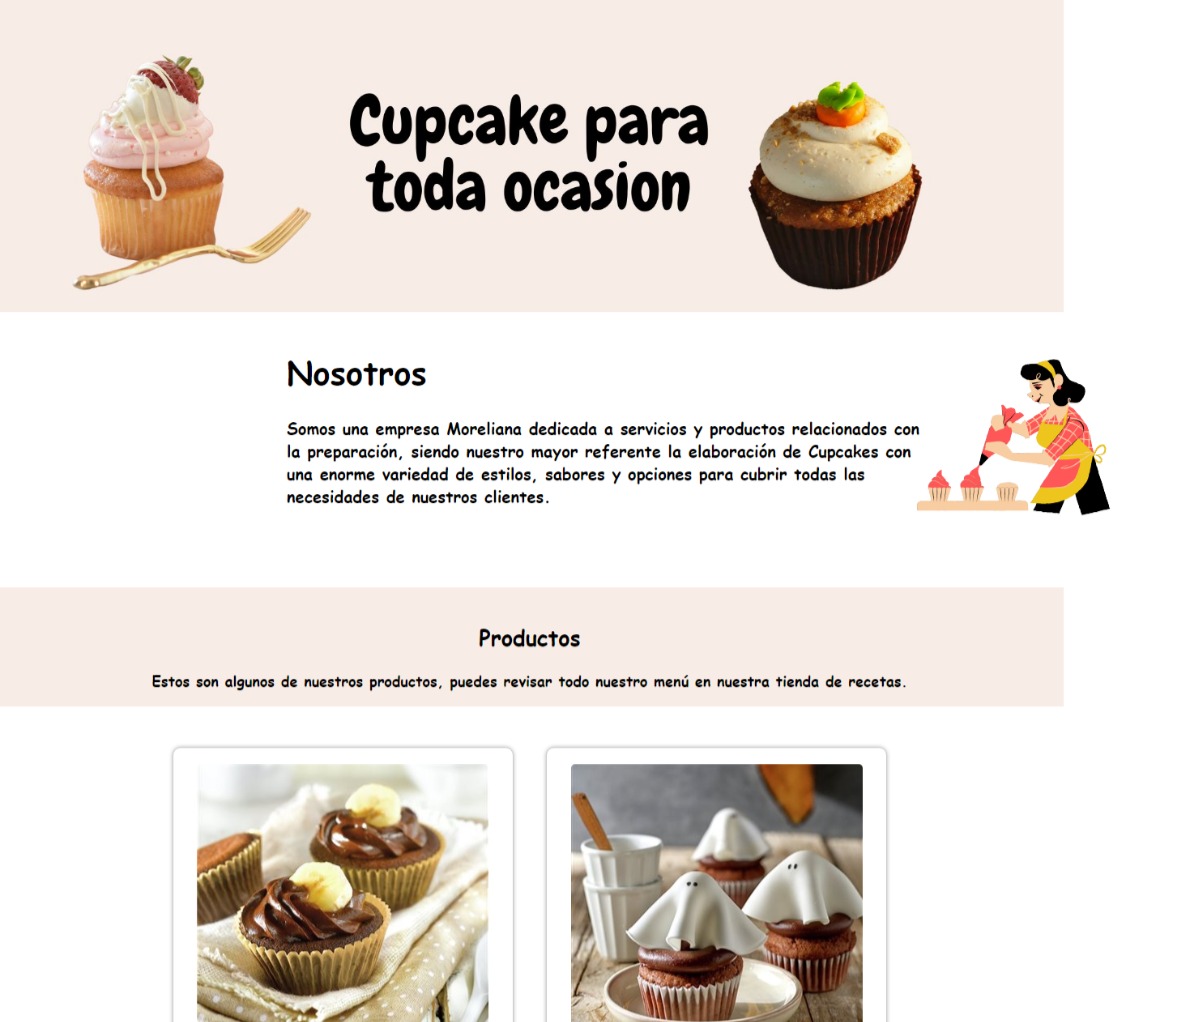 Cupcake para
toda ocasion
Nosotros
Somos una empresa Moreliana dedicada a servicios y productos relacionados con
la preparación, siendo nuestro mayor referente la elaboración de Cupcakes con
una enorme variedad de estilos, sabores y opciones para cubrir todas las
necesidades de nuestros clientes.
Productos
Estos son algunos de nuestros productos, puedes revisar todo nuestro menú en nuestra tienda de recetas.